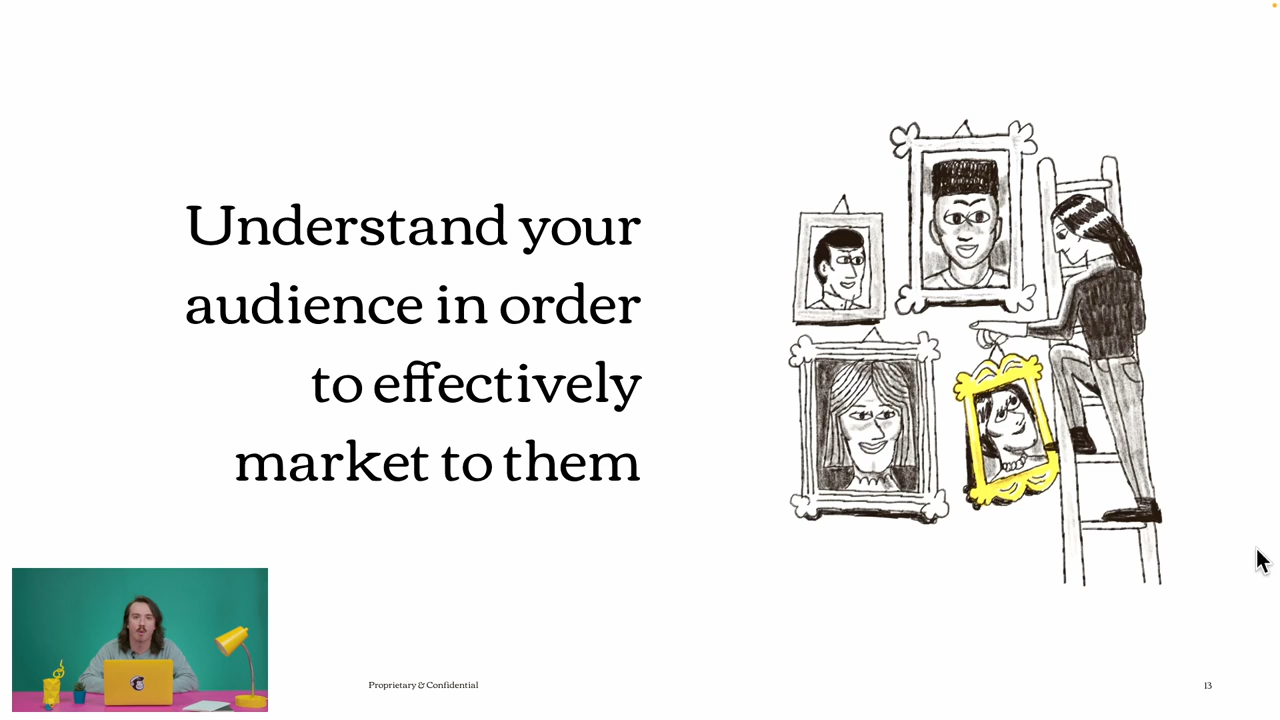 Understand your
audience in order
to effectively
market to them
Proprietary & Confidential
13